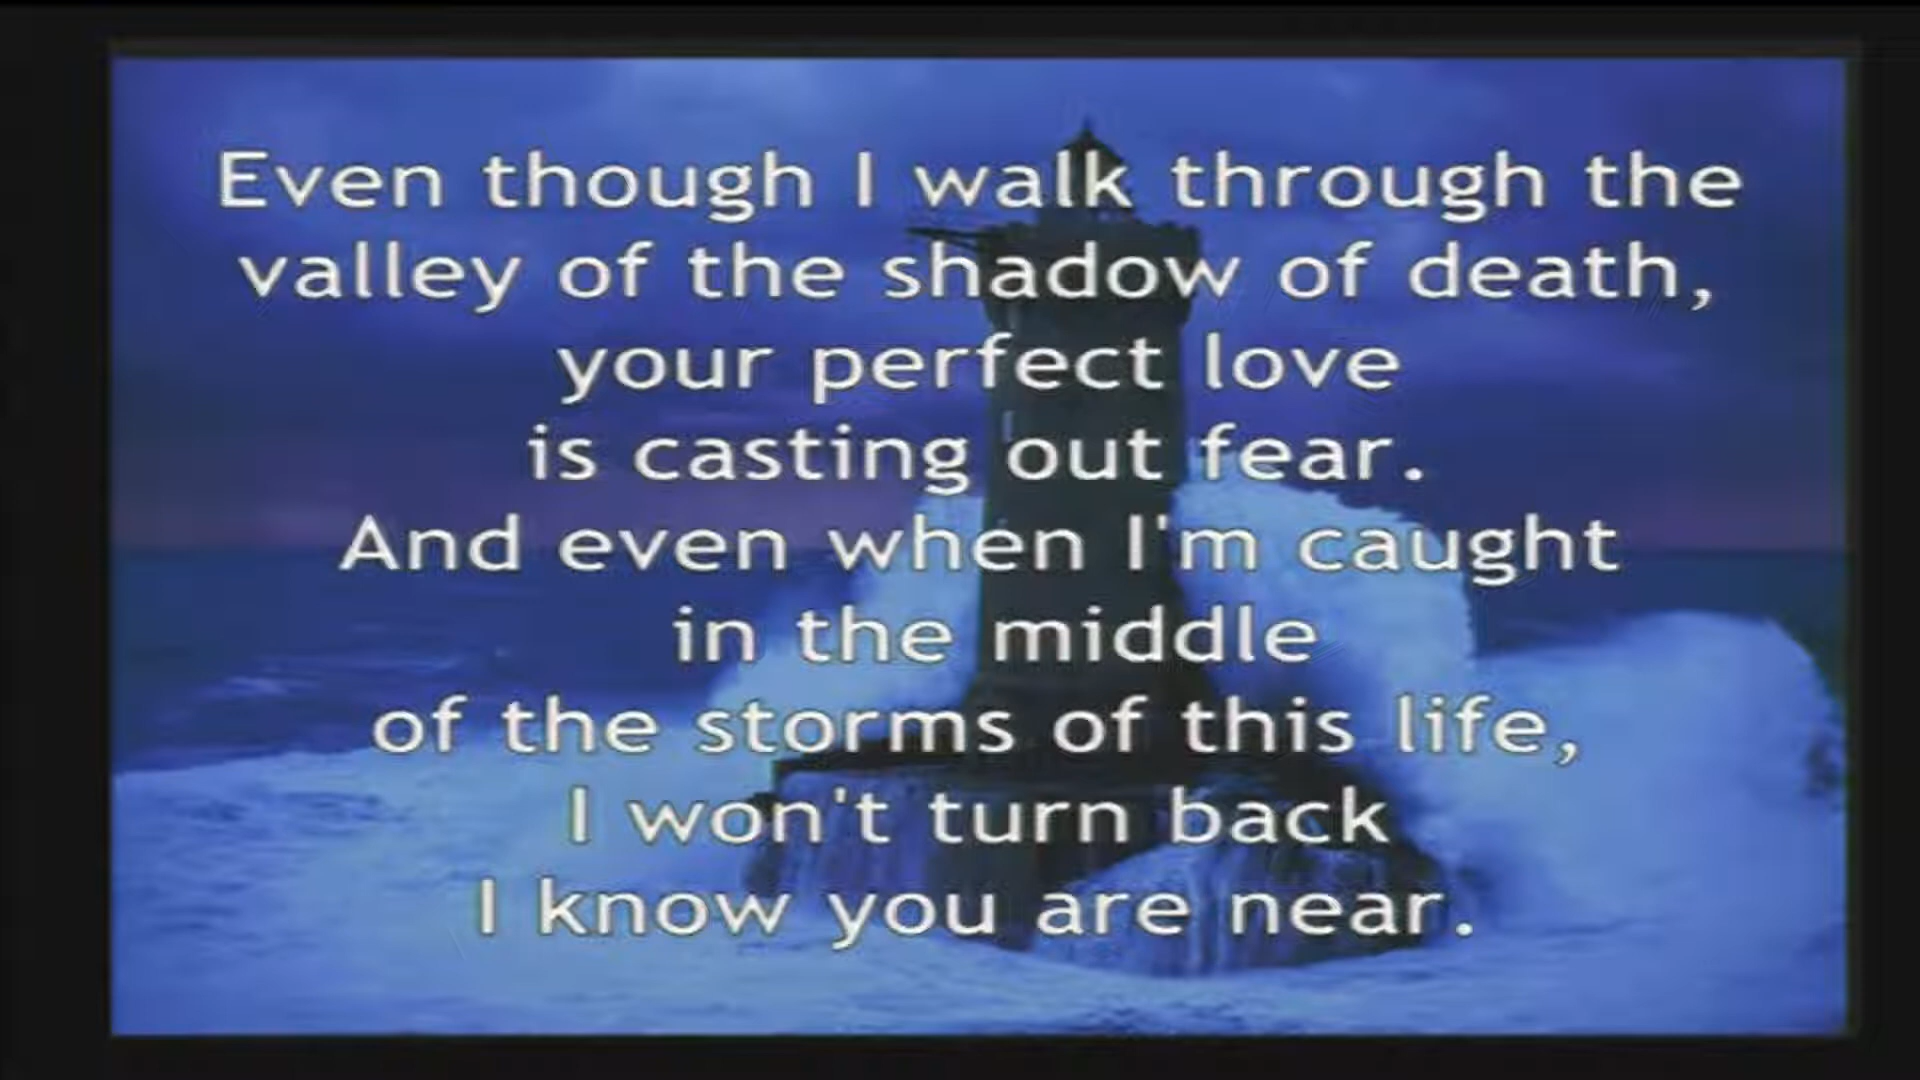 Even though I walk through the
valley of the shadow of death,
your perfect love
is casting out fear.
And even when I'm caught
in the middle
of the storms of this life,
I won't turn back
I know you are near.